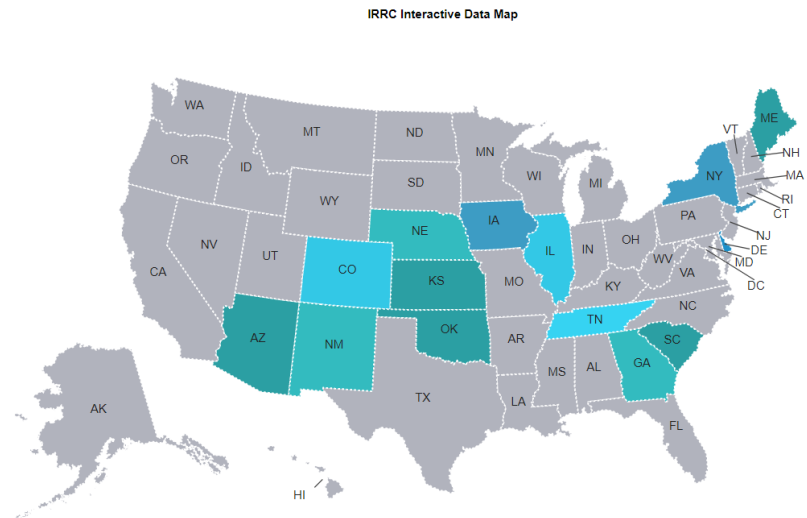 IRRC Interactive Data Map
WA
MT
ND
MN
VT
ME
NH
OR
ID
SD
WI
MI
NY
MA
RI
CT
WY
IA
PA
NJ
NE
DE
NV
UT
CO
IL
IN
OH
MD
WV
VA
DC
CA
KS
MO
KY
NC
TN
AZ
NM
OK
AR
SC
MS
AL
GA
TX
LA
FL
AK
HI